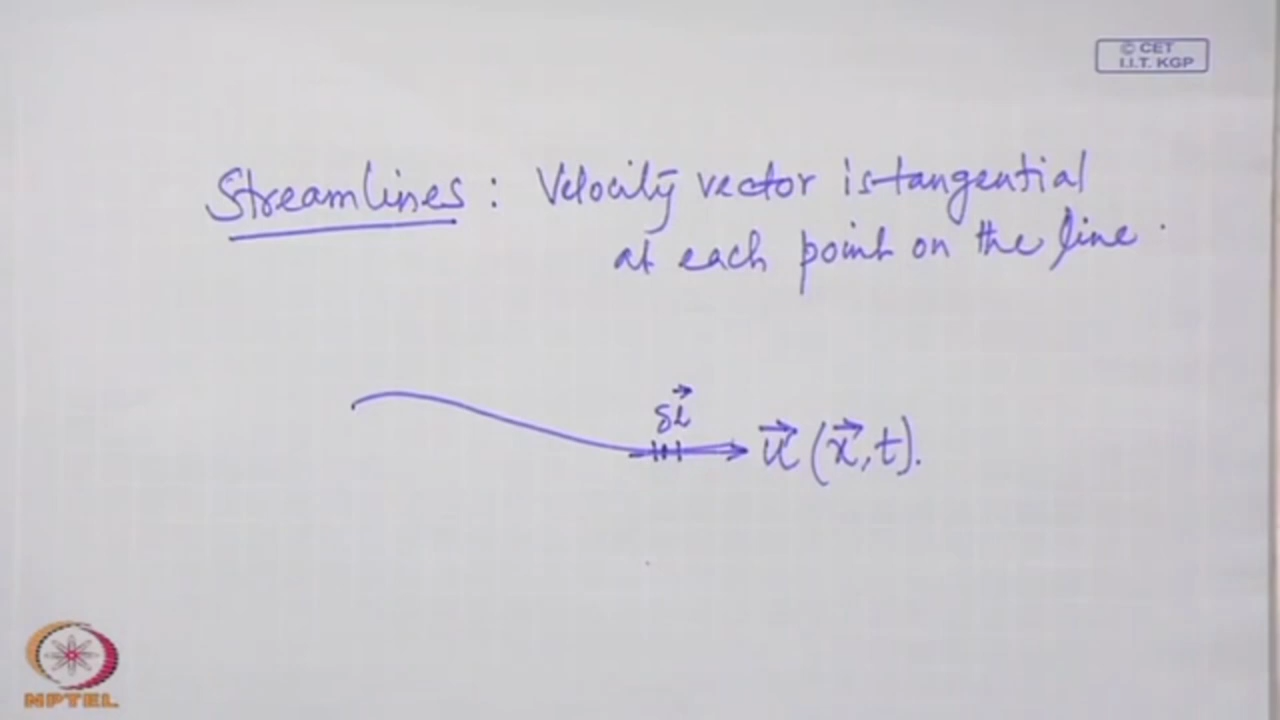 © CET
I.I.T. KGP
Streamlines : Velocity vector is tangential
at each point on the line.
δl⃗
u⃗ (x⃗, t).
NPTEL